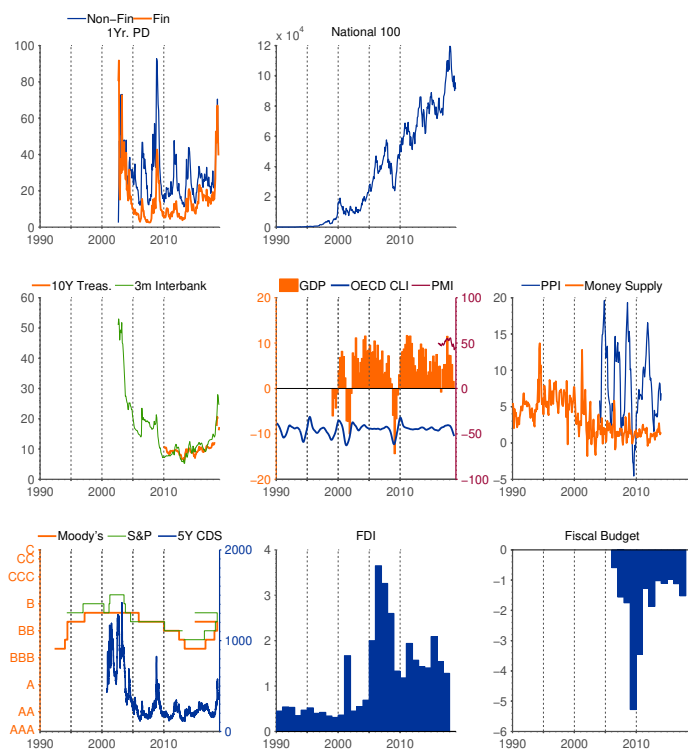 Non-Fin Fin
1Yr. PD
100
80
60
40
20
0
1990 2000 2010
National 100
× 10⁴
12
10
8
6
4
2
0
1990 2000 2010
10Y Treas. 3m Interbank
60
50
40
30
20
10
0
1990 2000 2010
GDP OECD CLI PMI
20 100
10 50
0 0
−10 −50
−20 −100
1990 2000 2010
PPI Money Supply
20
15
10
5
0
−5
1990 2000 2010
Moody's S&P 5Y CDS
C 2000
CC
CCC
B
1000
BB
BBB
A
AA
AAA 0
1990 2000 2010
FDI
4
3
2
1
0
1990 2000 2010
Fiscal Budget
0
−1
−2
−3
−4
−5
−6
1990 2000 2010